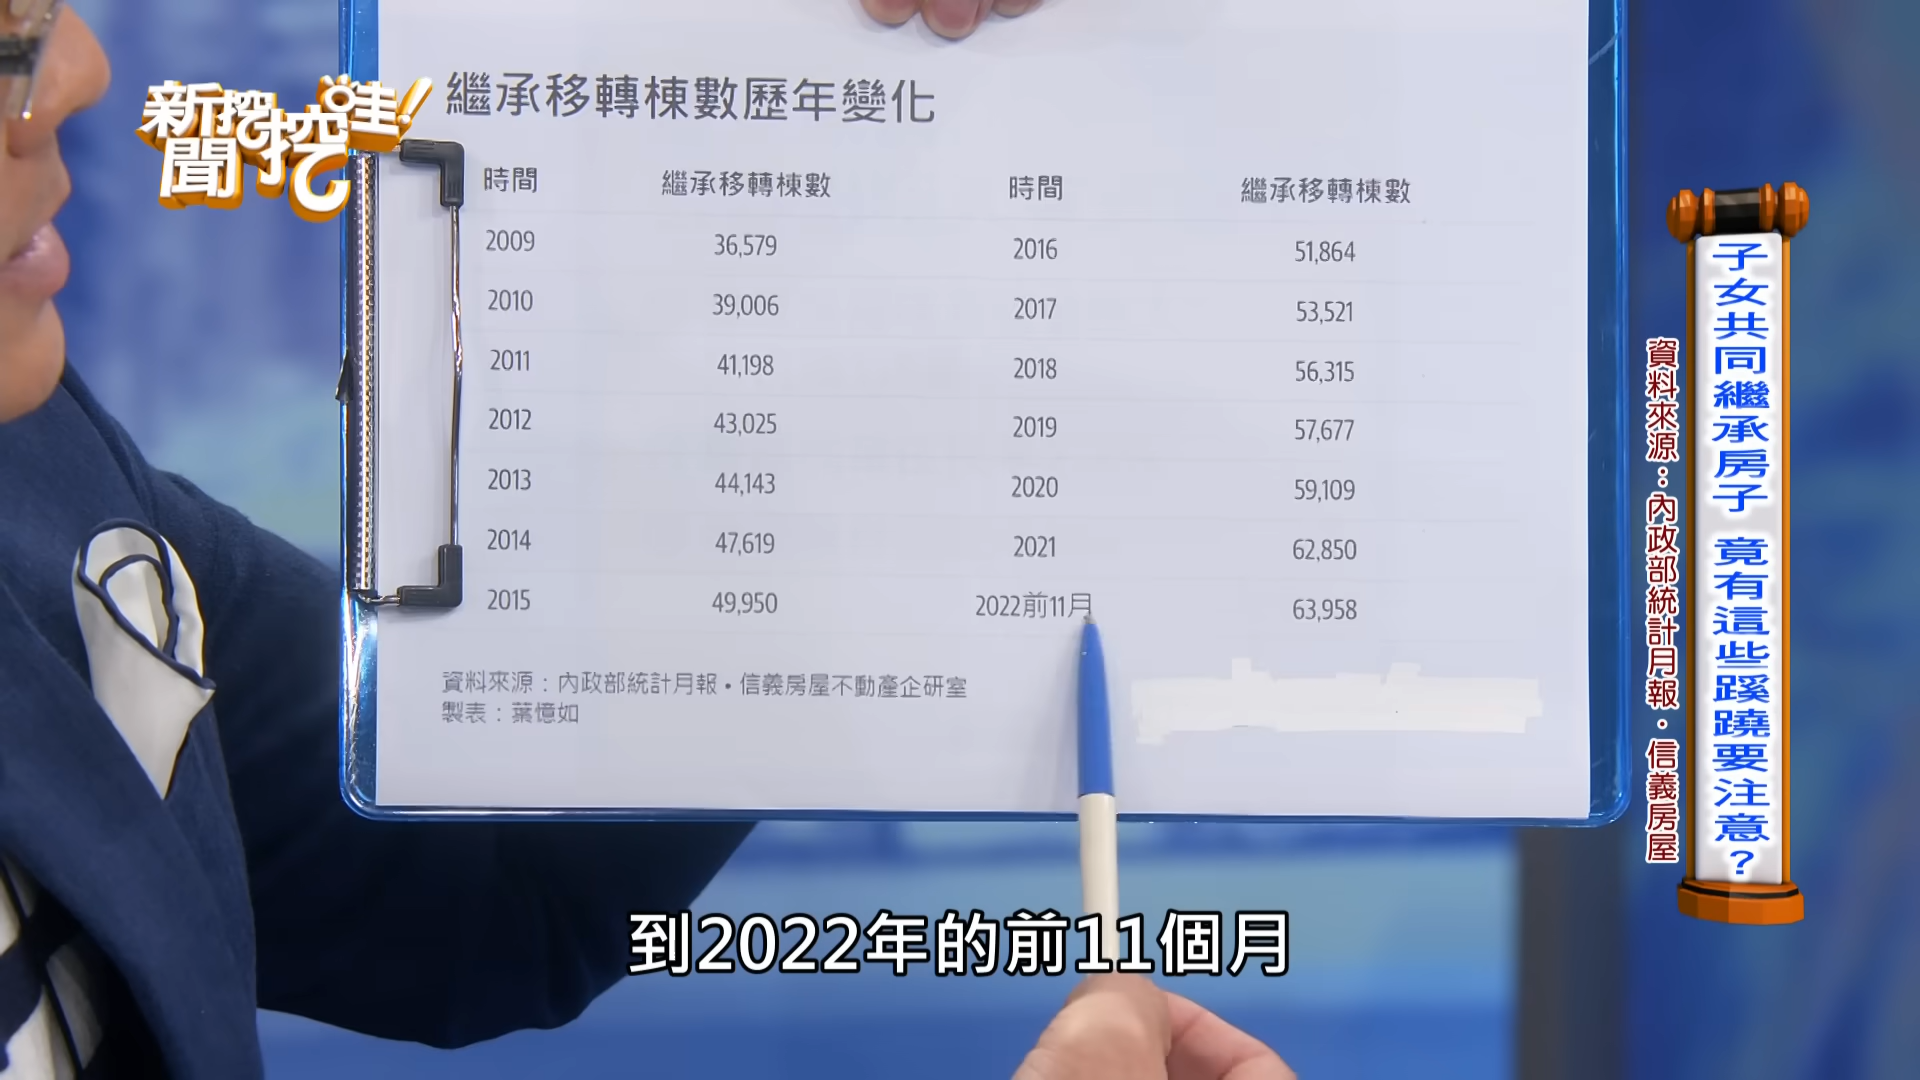 新聞挖挖哇!
繼承移轉棟數歷年變化
時間 繼承移轉棟數 時間 繼承移轉棟數
2009 36,579 2016 51,864
2010 39,006 2017 53,521
2011 41,198 2018 56,315
2012 43,025 2019 57,677
2013 44,143 2020 59,109
2014 47,619 2021 62,850
2015 49,950 2022前11月 63,958
資料來源：內政部統計月報・信義房屋不動產企研室
製表：葉憶如
子女共同繼承房子 竟有這些蹊蹺要注意?
資料來源：內政部統計月報・信義房屋
到2022年的前11個月